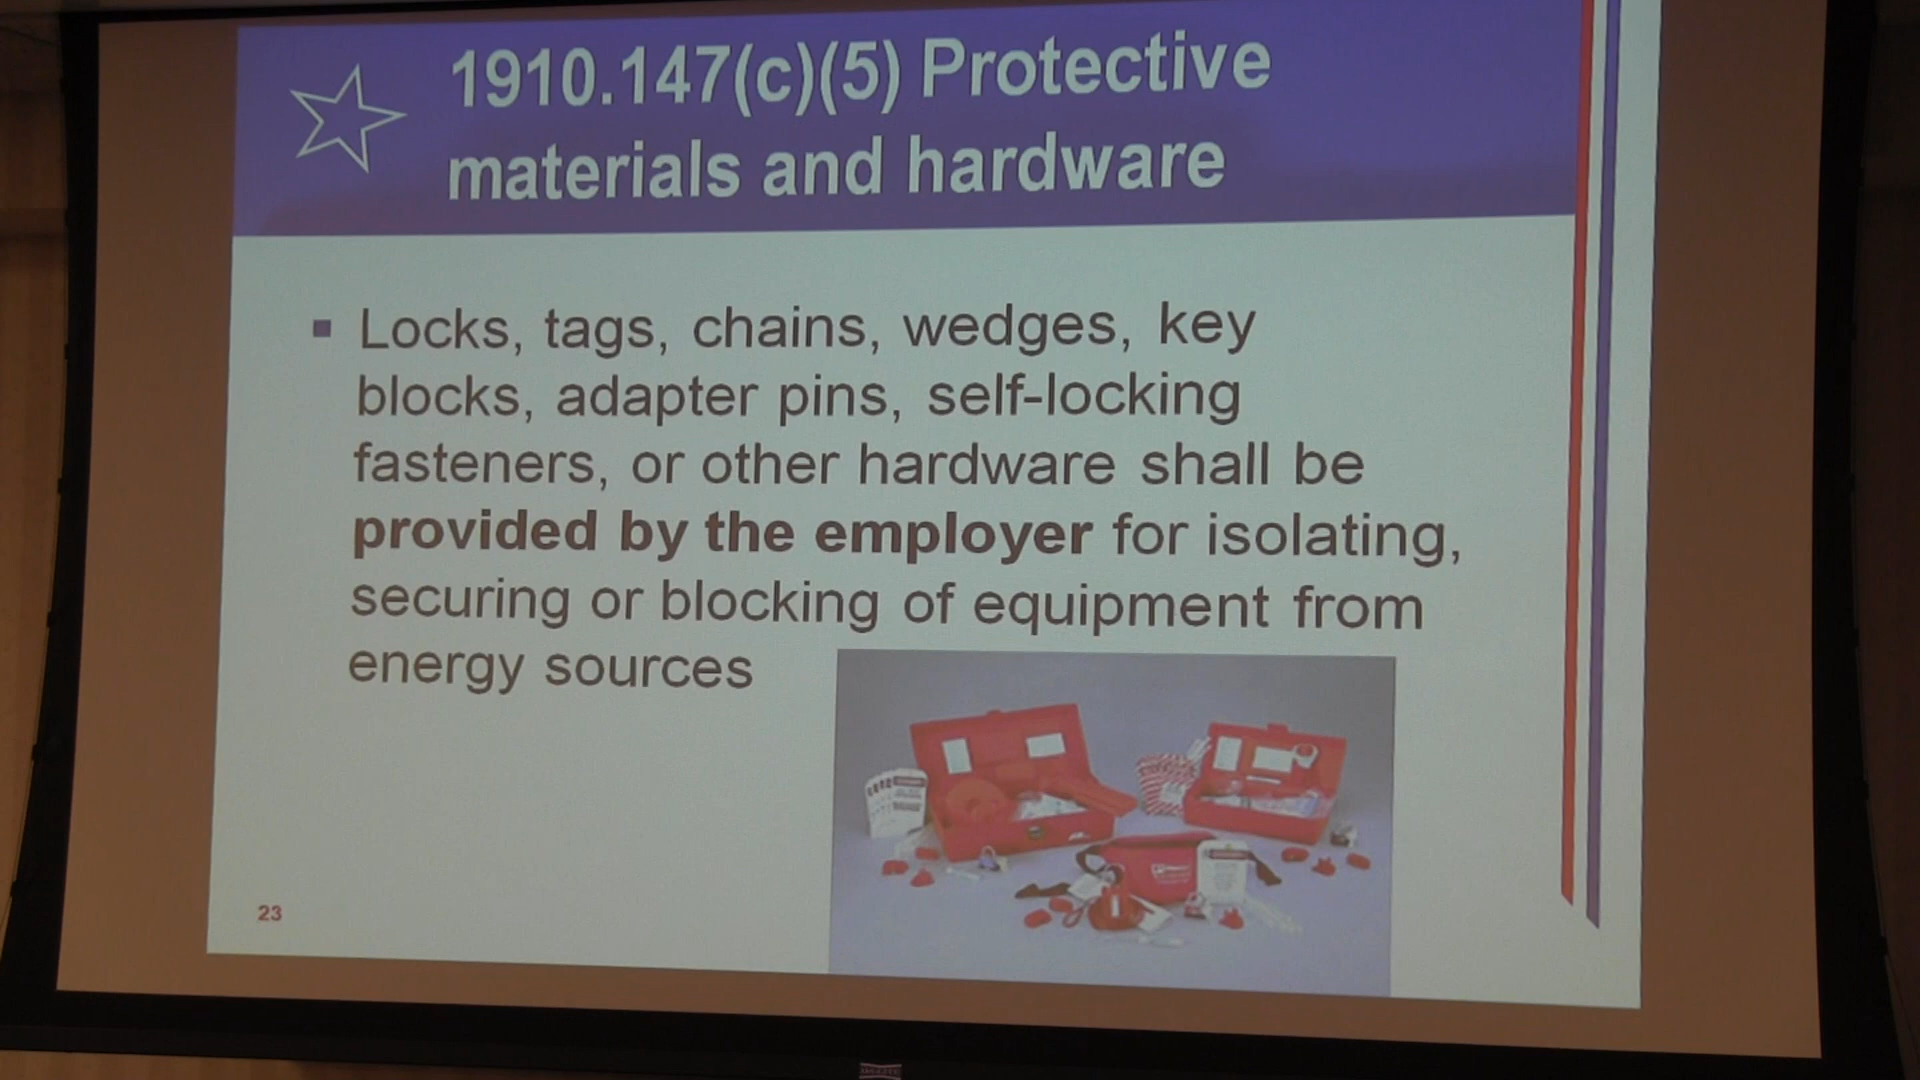 1910.147(c)(5) Protective
materials and hardware
▪ Locks, tags, chains, wedges, key
blocks, adapter pins, self-locking
fasteners, or other hardware shall be
provided by the employer for isolating,
securing or blocking of equipment from
energy sources
23